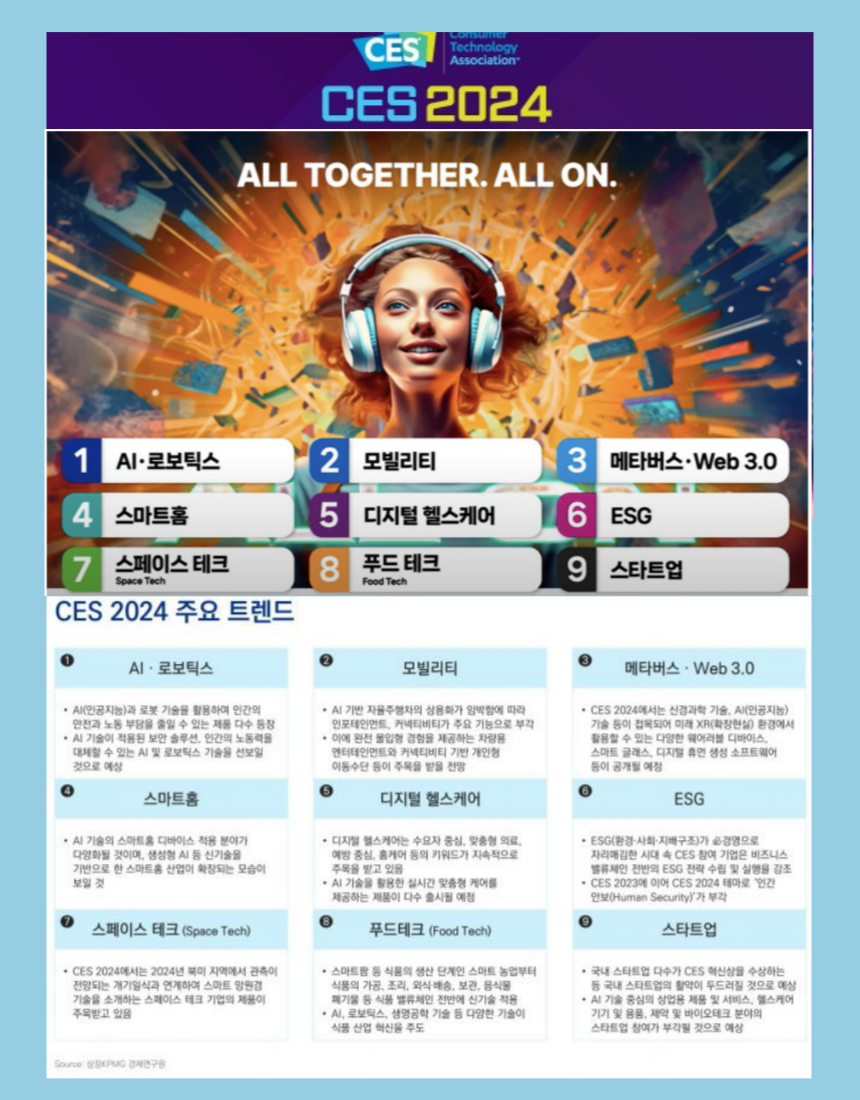 CES
Consumer
Technology
Association
CES 2024
ALL TOGETHER. ALL ON.
1 AI·로보틱스
2 모빌리티
3 메타버스·Web 3.0
4 스마트홈
5 디지털 헬스케어
6 ESG
7 스페이스 테크
Space Tech
8 푸드 테크
Food Tech
9 스타트업
CES 2024 주요 트렌드
❶ AI · 로보틱스
• AI(인공지능)과 로봇 기술을 활용하여 인간의
안전과 노동 부담을 줄일 수 있는 제품 다수 등장
• AI 기술이 적용된 보안 솔루션, 인간의 노동력을
대체할 수 있는 AI 및 로보틱스 기술을 선보일
것으로 예상
❷ 모빌리티
• AI 기반 자율주행차의 상용화가 임박함에 따라
인포테인먼트, 커넥티비티가 주요 기능으로 부각
• 이에 완전 몰입형 경험을 제공하는 차량용
엔터테인먼트와 커넥티비티 기반 개인형
이동수단 등이 주목을 받을 전망
❸ 메타버스 · Web 3.0
• CES 2024에서는 신경과학 기술, AI(인공지능)
기술 등이 접목되어 미래 XR(확장현실) 환경에서
활용할 수 있는 다양한 웨어러블 디바이스,
스마트 글래스, 디지털 휴먼 생성 소프트웨어
등이 공개될 예정
❹ 스마트홈
• AI 기술의 스마트홈 디바이스 적용 분야가
다양화될 것이며, 생성형 AI 등 신기술을
기반으로 한 스마트홈 산업이 확장되는 모습이
보일 것
❺ 디지털 헬스케어
• 디지털 헬스케어는 수요자 중심, 맞춤형 의료,
예방 중심, 홈케어 등의 키워드가 지속적으로
주목을 받고 있음
• AI 기술을 활용한 실시간 맞춤형 케어를
제공하는 제품이 다수 출시될 예정
❻ ESG
• ESG(환경·사회·지배구조)가 必경영으로
자리매김한 시대 속 CES 참여 기업은 비즈니스
밸류체인 전반의 ESG 전략 수립 및 실행을 강조
• CES 2023에 이어 CES 2024 테마로 '인간
안보(Human Security)'가 부각
❼ 스페이스 테크 (Space Tech)
• CES 2024에서는 2024년 북미 지역에서 관측이
전망되는 개기일식과 연계하여 스마트 망원경
기술을 소개하는 스페이스 테크 기업의 제품이
주목받고 있음
❽ 푸드테크 (Food Tech)
• 스마트팜 등 식품의 생산 단계인 스마트 농업부터
식품의 가공, 조리, 외식·배송, 보관, 음식물
폐기물 등 식품 밸류체인 전반에 신기술 적용
• AI, 로보틱스, 생명공학 기술 등 다양한 기술이
식품 산업 혁신을 주도
❾ 스타트업
• 국내 스타트업 다수가 CES 혁신상을 수상하는
등 국내 스타트업의 활약이 두드러질 것으로 예상
• AI 기술 중심의 상업용 제품 및 서비스, 헬스케어
기기 및 용품, 제약 및 바이오테크 분야의
스타트업 참여가 부각될 것으로 예상
Source: 삼정KPMG 경제연구원